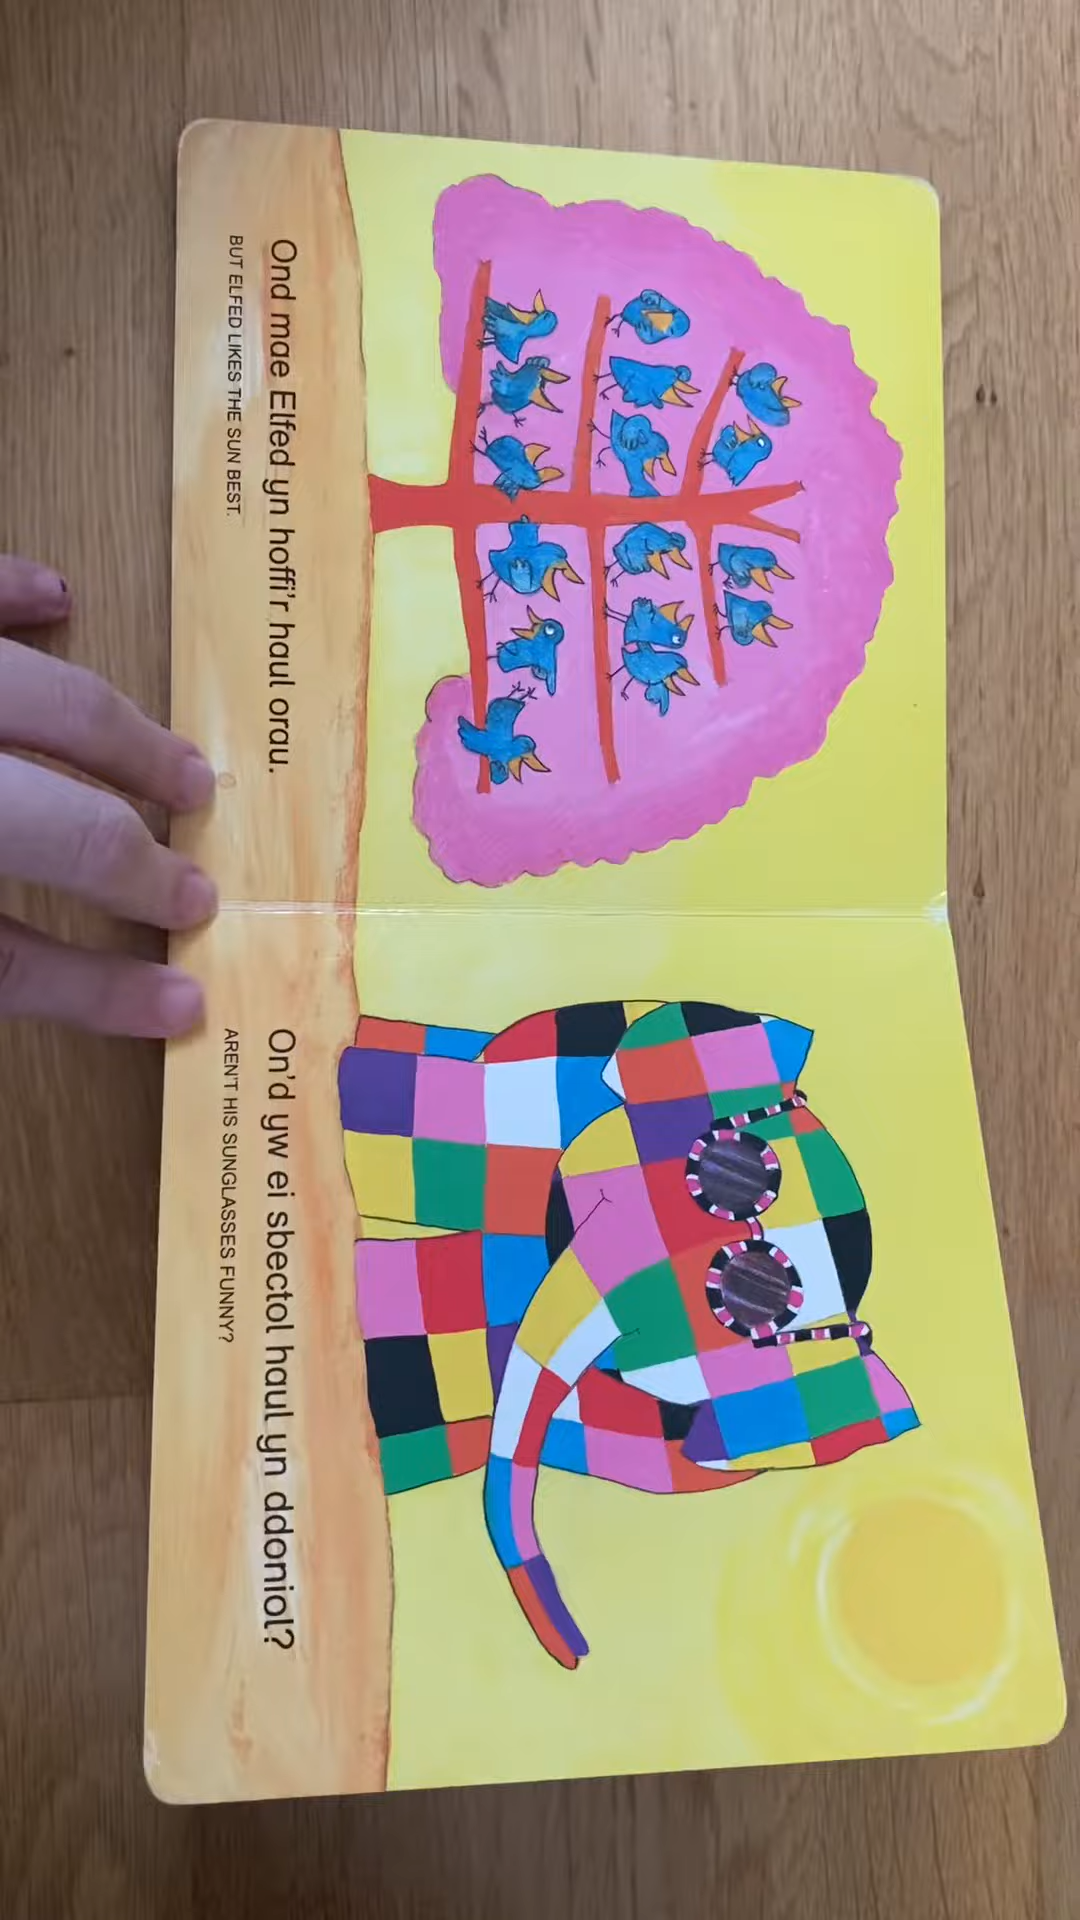 Ond mae Elfed yn hoffi'r haul orau.
BUT ELFED LIKES THE SUN BEST.
On'd yw ei sbectol haul yn ddoniol?
AREN'T HIS SUNGLASSES FUNNY?